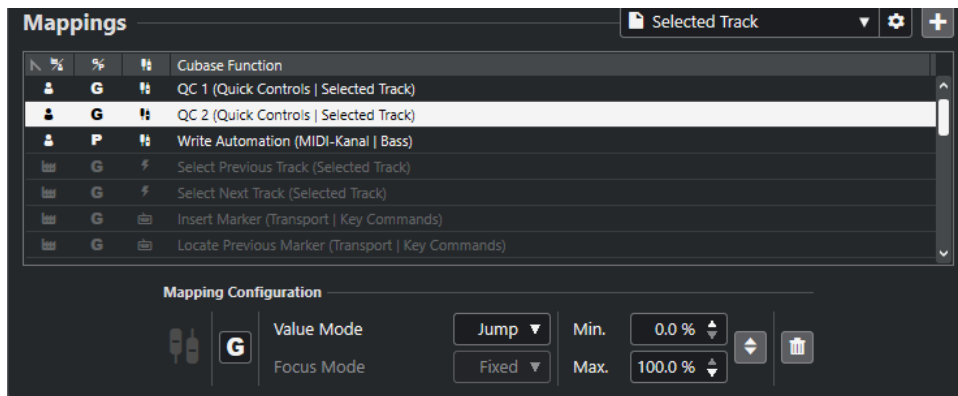 Mappings
Selected Track
Cubase Function
G QC 1 (Quick Controls | Selected Track)
G QC 2 (Quick Controls | Selected Track)
P Write Automation (MIDI-Kanal | Bass)
G Select Previous Track (Selected Track)
G Select Next Track (Selected Track)
G Insert Marker (Transport | Key Commands)
G Locate Previous Marker (Transport | Key Commands)
Mapping Configuration
G
Value Mode Jump Min. 0.0 %
Focus Mode Fixed Max. 100.0 %